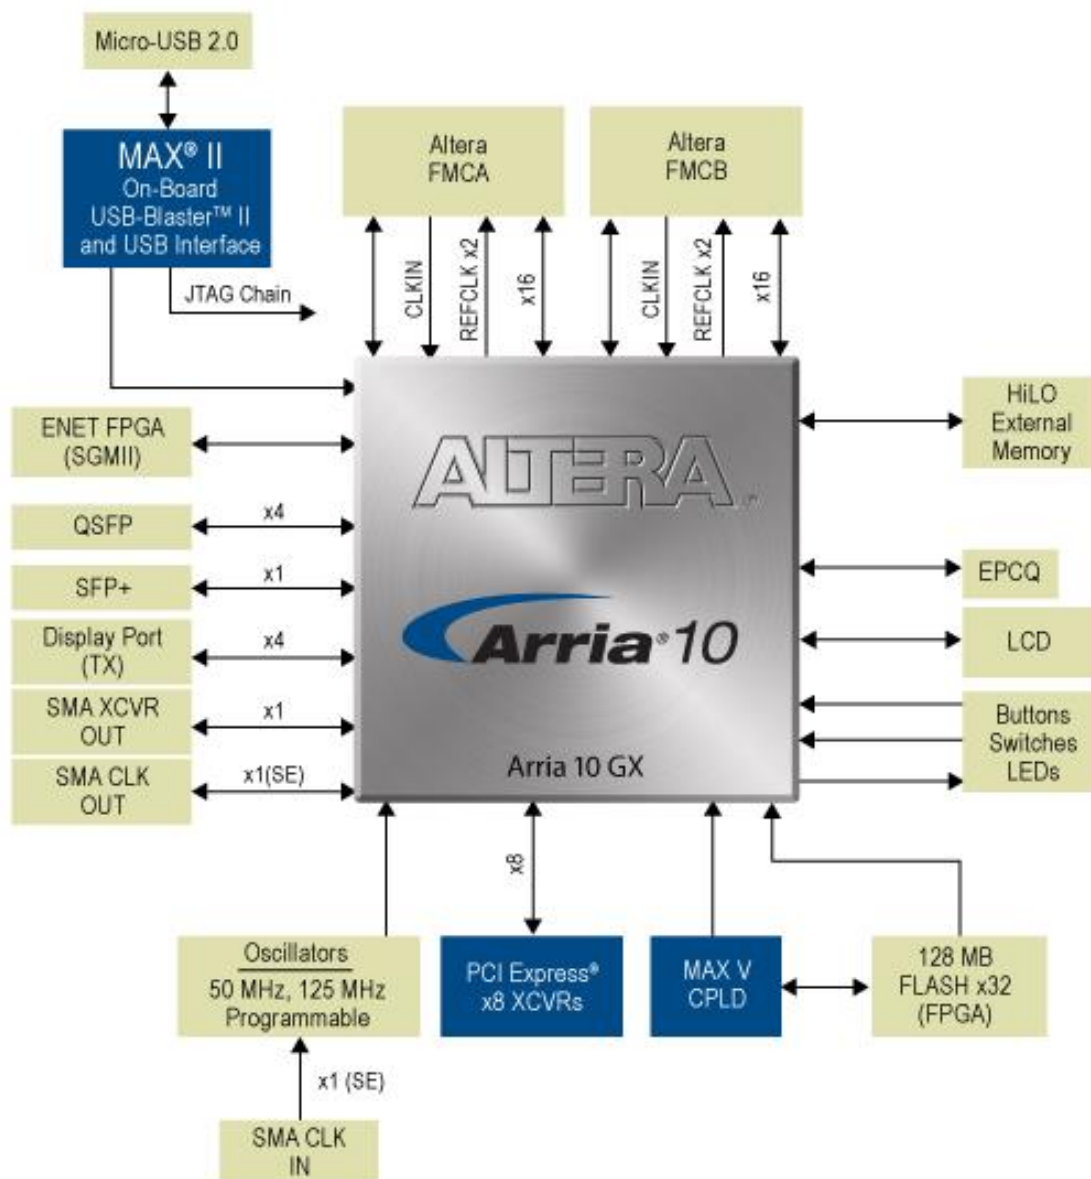 Micro-USB 2.0
MAX® II
On-Board
USB-Blaster™ II
and USB Interface
JTAG Chain
Altera
FMCA
Altera
FMCB
CLKIN
REFCLK x2
x16
CLKIN
REFCLK x2
x16
ENET FPGA
(SGMII)
QSFP
x4
SFP+
x1
Display Port
(TX)
x4
SMA XCVR
OUT
x1
SMA CLK
OUT
x1(SE)
ALTERA™
Arria® 10
Arria 10 GX
HiLO
External
Memory
EPCQ
LCD
Buttons
Switches
LEDs
x8
Oscillators
50 MHz, 125 MHz
Programmable
PCI Express®
x8 XCVRs
MAX V
CPLD
128 MB
FLASH x32
(FPGA)
x1 (SE)
SMA CLK
IN